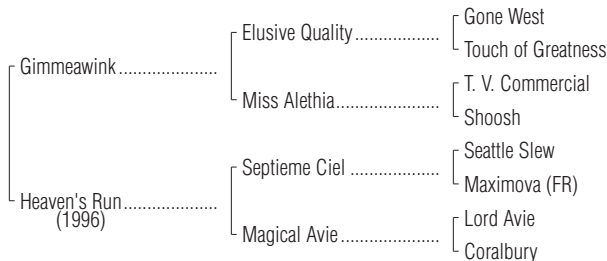 Gone West
Elusive Quality ..................
Touch of Greatness
Gimmeawink.....................
T. V. Commercial
Miss Alethia......................
Shoosh
Seattle Slew
Septieme Ciel ...................
Maximova (FR)
Heaven's Run....................
(1996)
Lord Avie
Magical Avie.....................
Coralbury